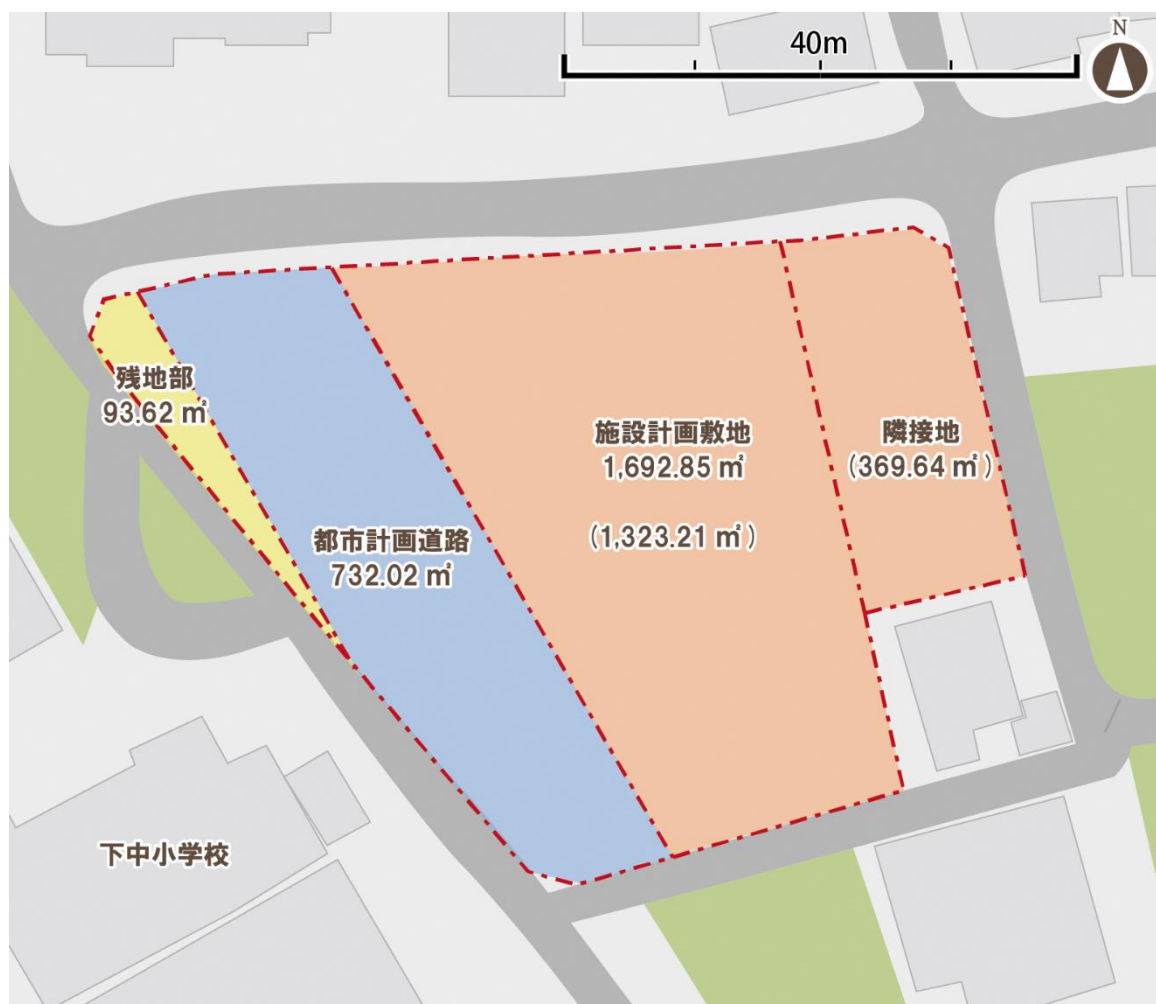 40m
N
残地部
93.62 ㎡
施設計画敷地
1,692.85 ㎡
(1,323.21 ㎡)
隣接地
(369.64 ㎡)
都市計画道路
732.02 ㎡
下中小学校